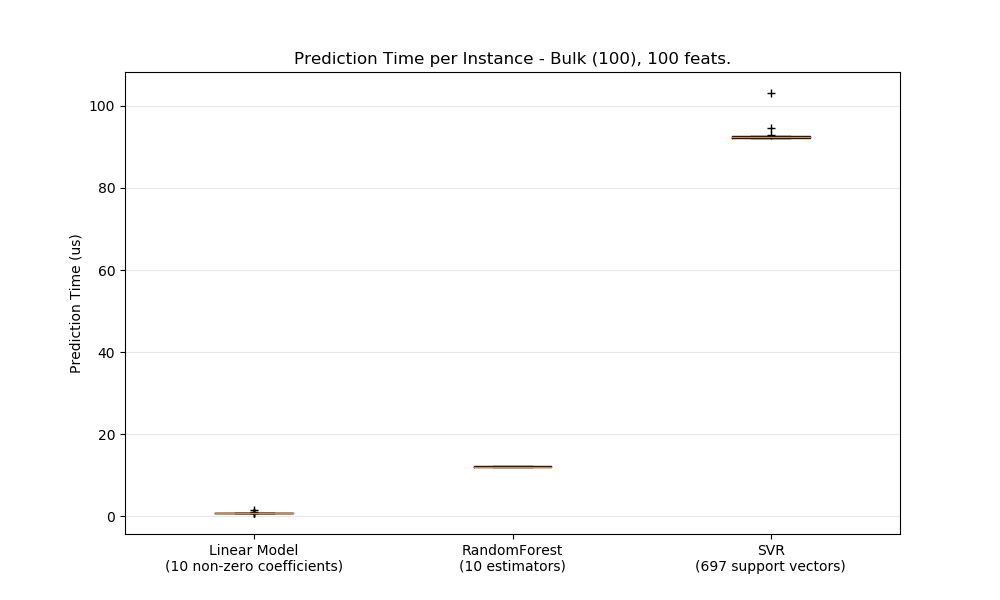 Prediction Time per Instance - Bulk (100), 100 feats.
Prediction Time (us)
100
80
60
40
20
0
Linear Model
(10 non-zero coefficients)
RandomForest
(10 estimators)
SVR
(697 support vectors)